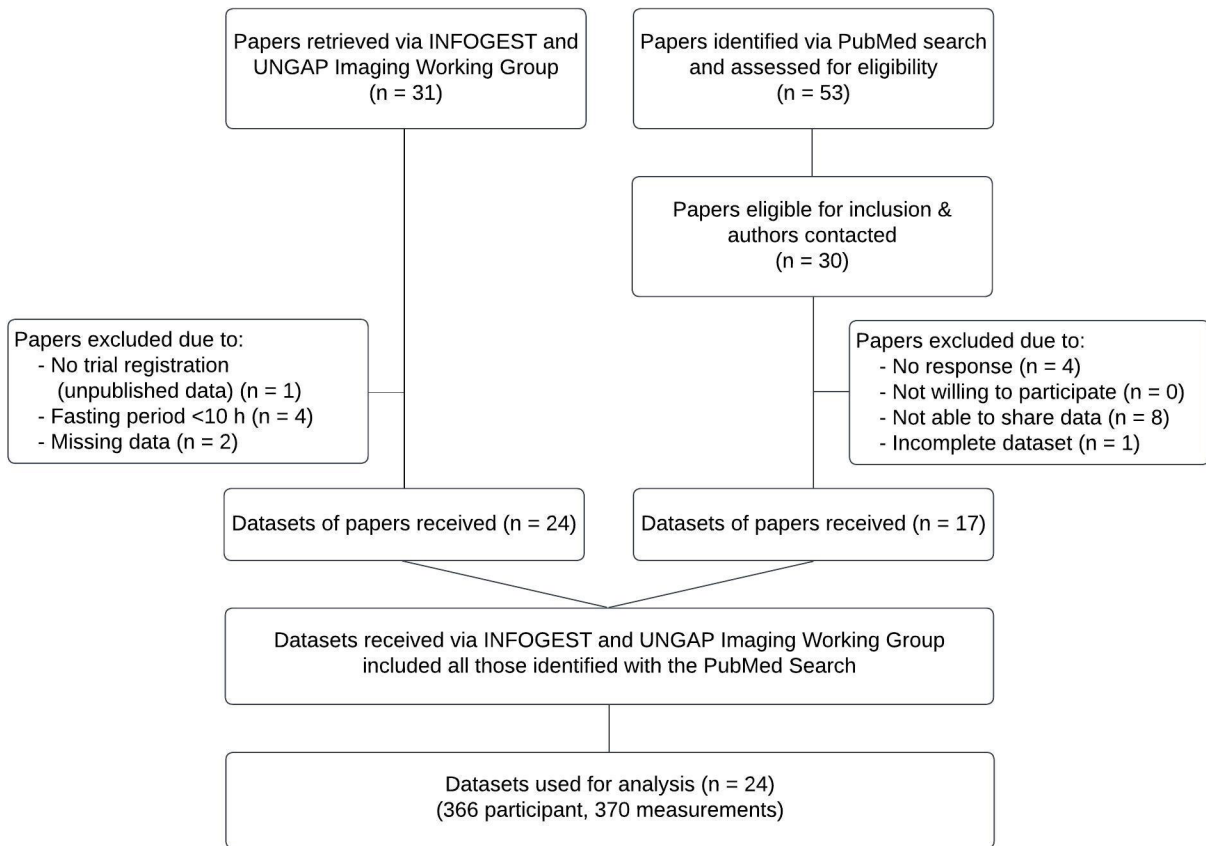 Papers retrieved via INFOGEST and
UNGAP Imaging Working Group
(n = 31)
Papers identified via PubMed search
and assessed for eligibility
(n = 53)
Papers eligible for inclusion &
authors contacted
(n = 30)
Papers excluded due to:
- No trial registration
(unpublished data) (n = 1)
- Fasting period <10 h (n = 4)
- Missing data (n = 2)
Papers excluded due to:
- No response (n = 4)
- Not willing to participate (n = 0)
- Not able to share data (n = 8)
- Incomplete dataset (n = 1)
Datasets of papers received (n = 24)
Datasets of papers received (n = 17)
Datasets received via INFOGEST and UNGAP Imaging Working Group
included all those identified with the PubMed Search
Datasets used for analysis (n = 24)
(366 participant, 370 measurements)